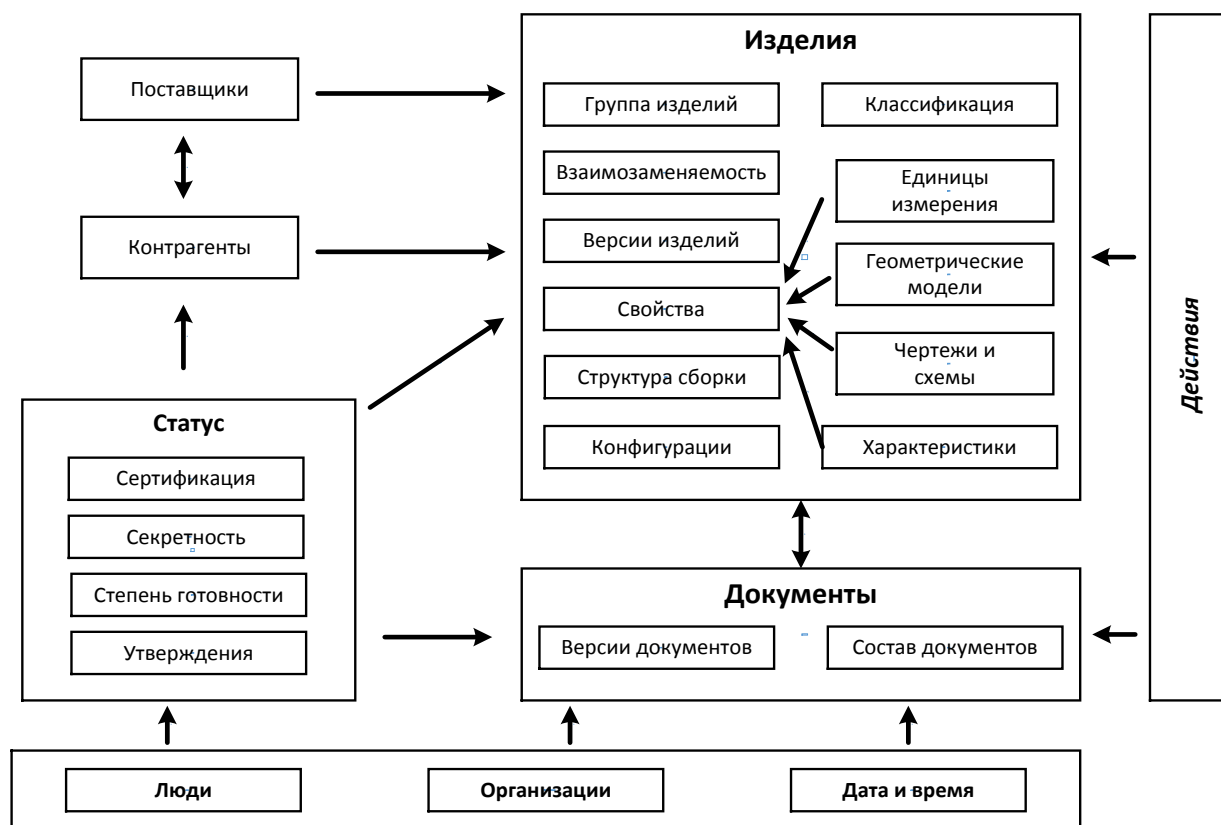 Изделия
Поставщики
Группа изделий
Классификация
Взаимозаменяемость
Единицы
измерения
Контрагенты
Версии изделий
Геометрические
модели
Свойства
Чертежи и
схемы
Структура сборки
Конфигурации
Характеристики
Действия
Статус
Сертификация
Секретность
Степень готовности
Утверждения
Документы
Версии документов
Состав документов
Люди
Организации
Дата и время